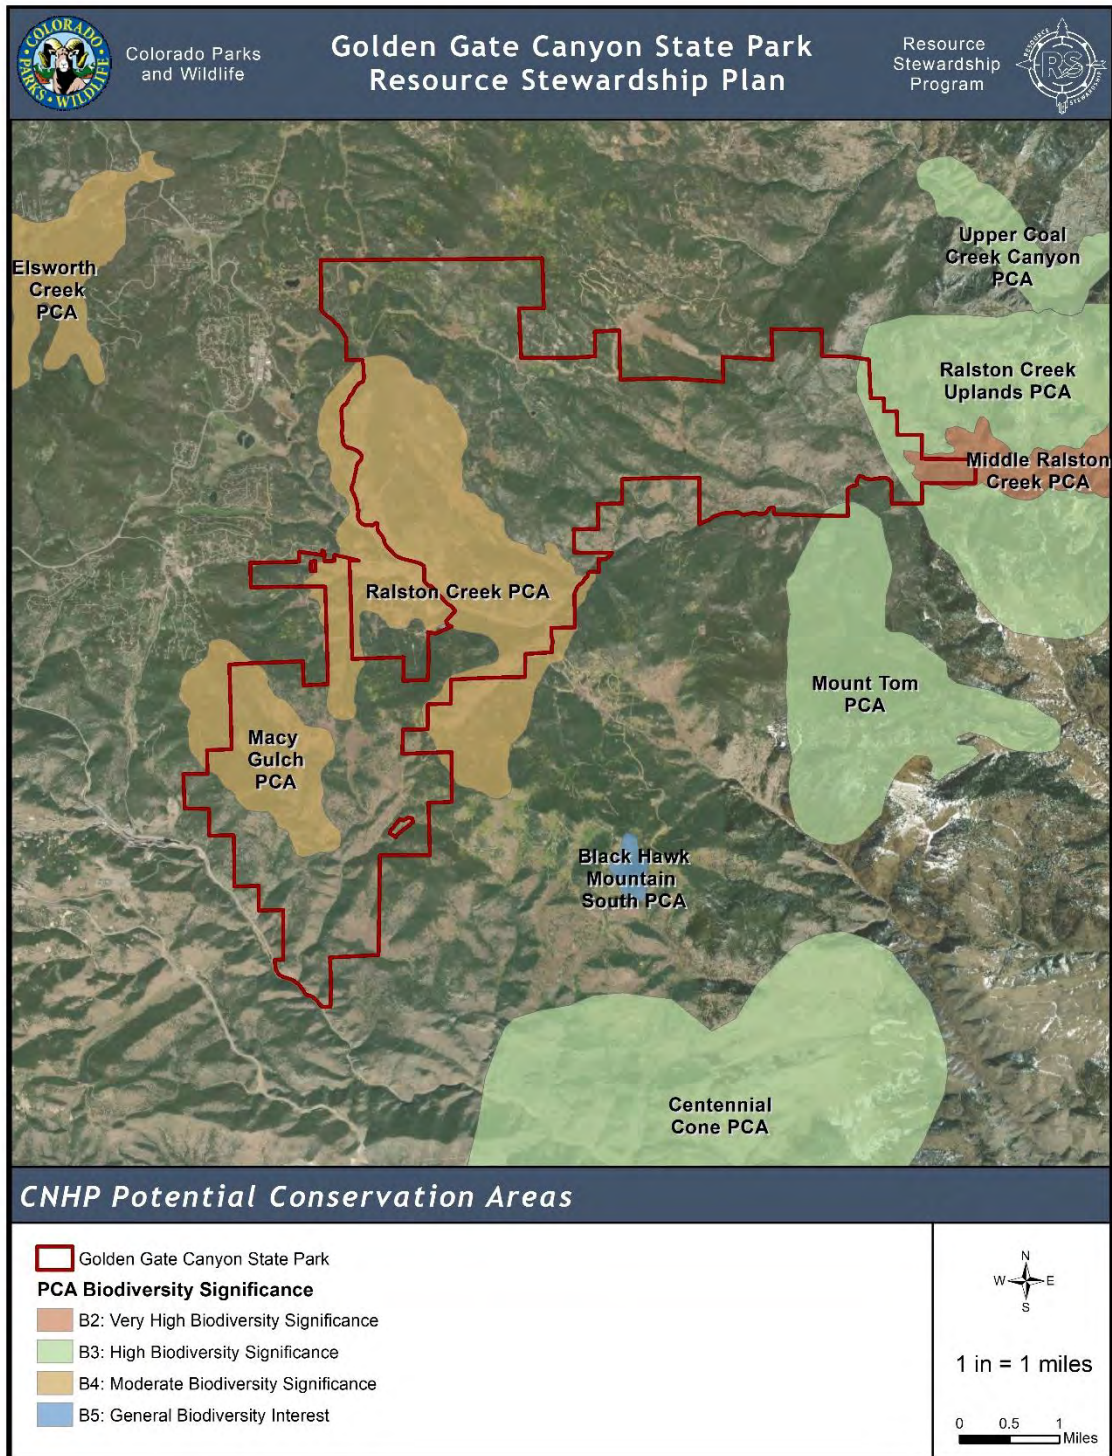 COLORADO
PARKS • WILDLIFE
Colorado Parks
and Wildlife
Golden Gate Canyon State Park
Resource Stewardship Plan
Resource
Stewardship
Program
RESOURCE
STEWARDSHIP
RS
Elsworth
Creek
PCA
Upper Coal
Creek Canyon
PCA
Ralston Creek
Uplands PCA
Middle Ralston
Creek PCA
Ralston Creek PCA
Mount Tom
PCA
Macy
Gulch
PCA
Black Hawk
Mountain
South PCA
Centennial
Cone PCA
CNHP Potential Conservation Areas
Golden Gate Canyon State Park
PCA Biodiversity Significance
B2: Very High Biodiversity Significance
B3: High Biodiversity Significance
B4: Moderate Biodiversity Significance
B5: General Biodiversity Interest
N
W E
S
1 in = 1 miles
0 0.5 1
Miles